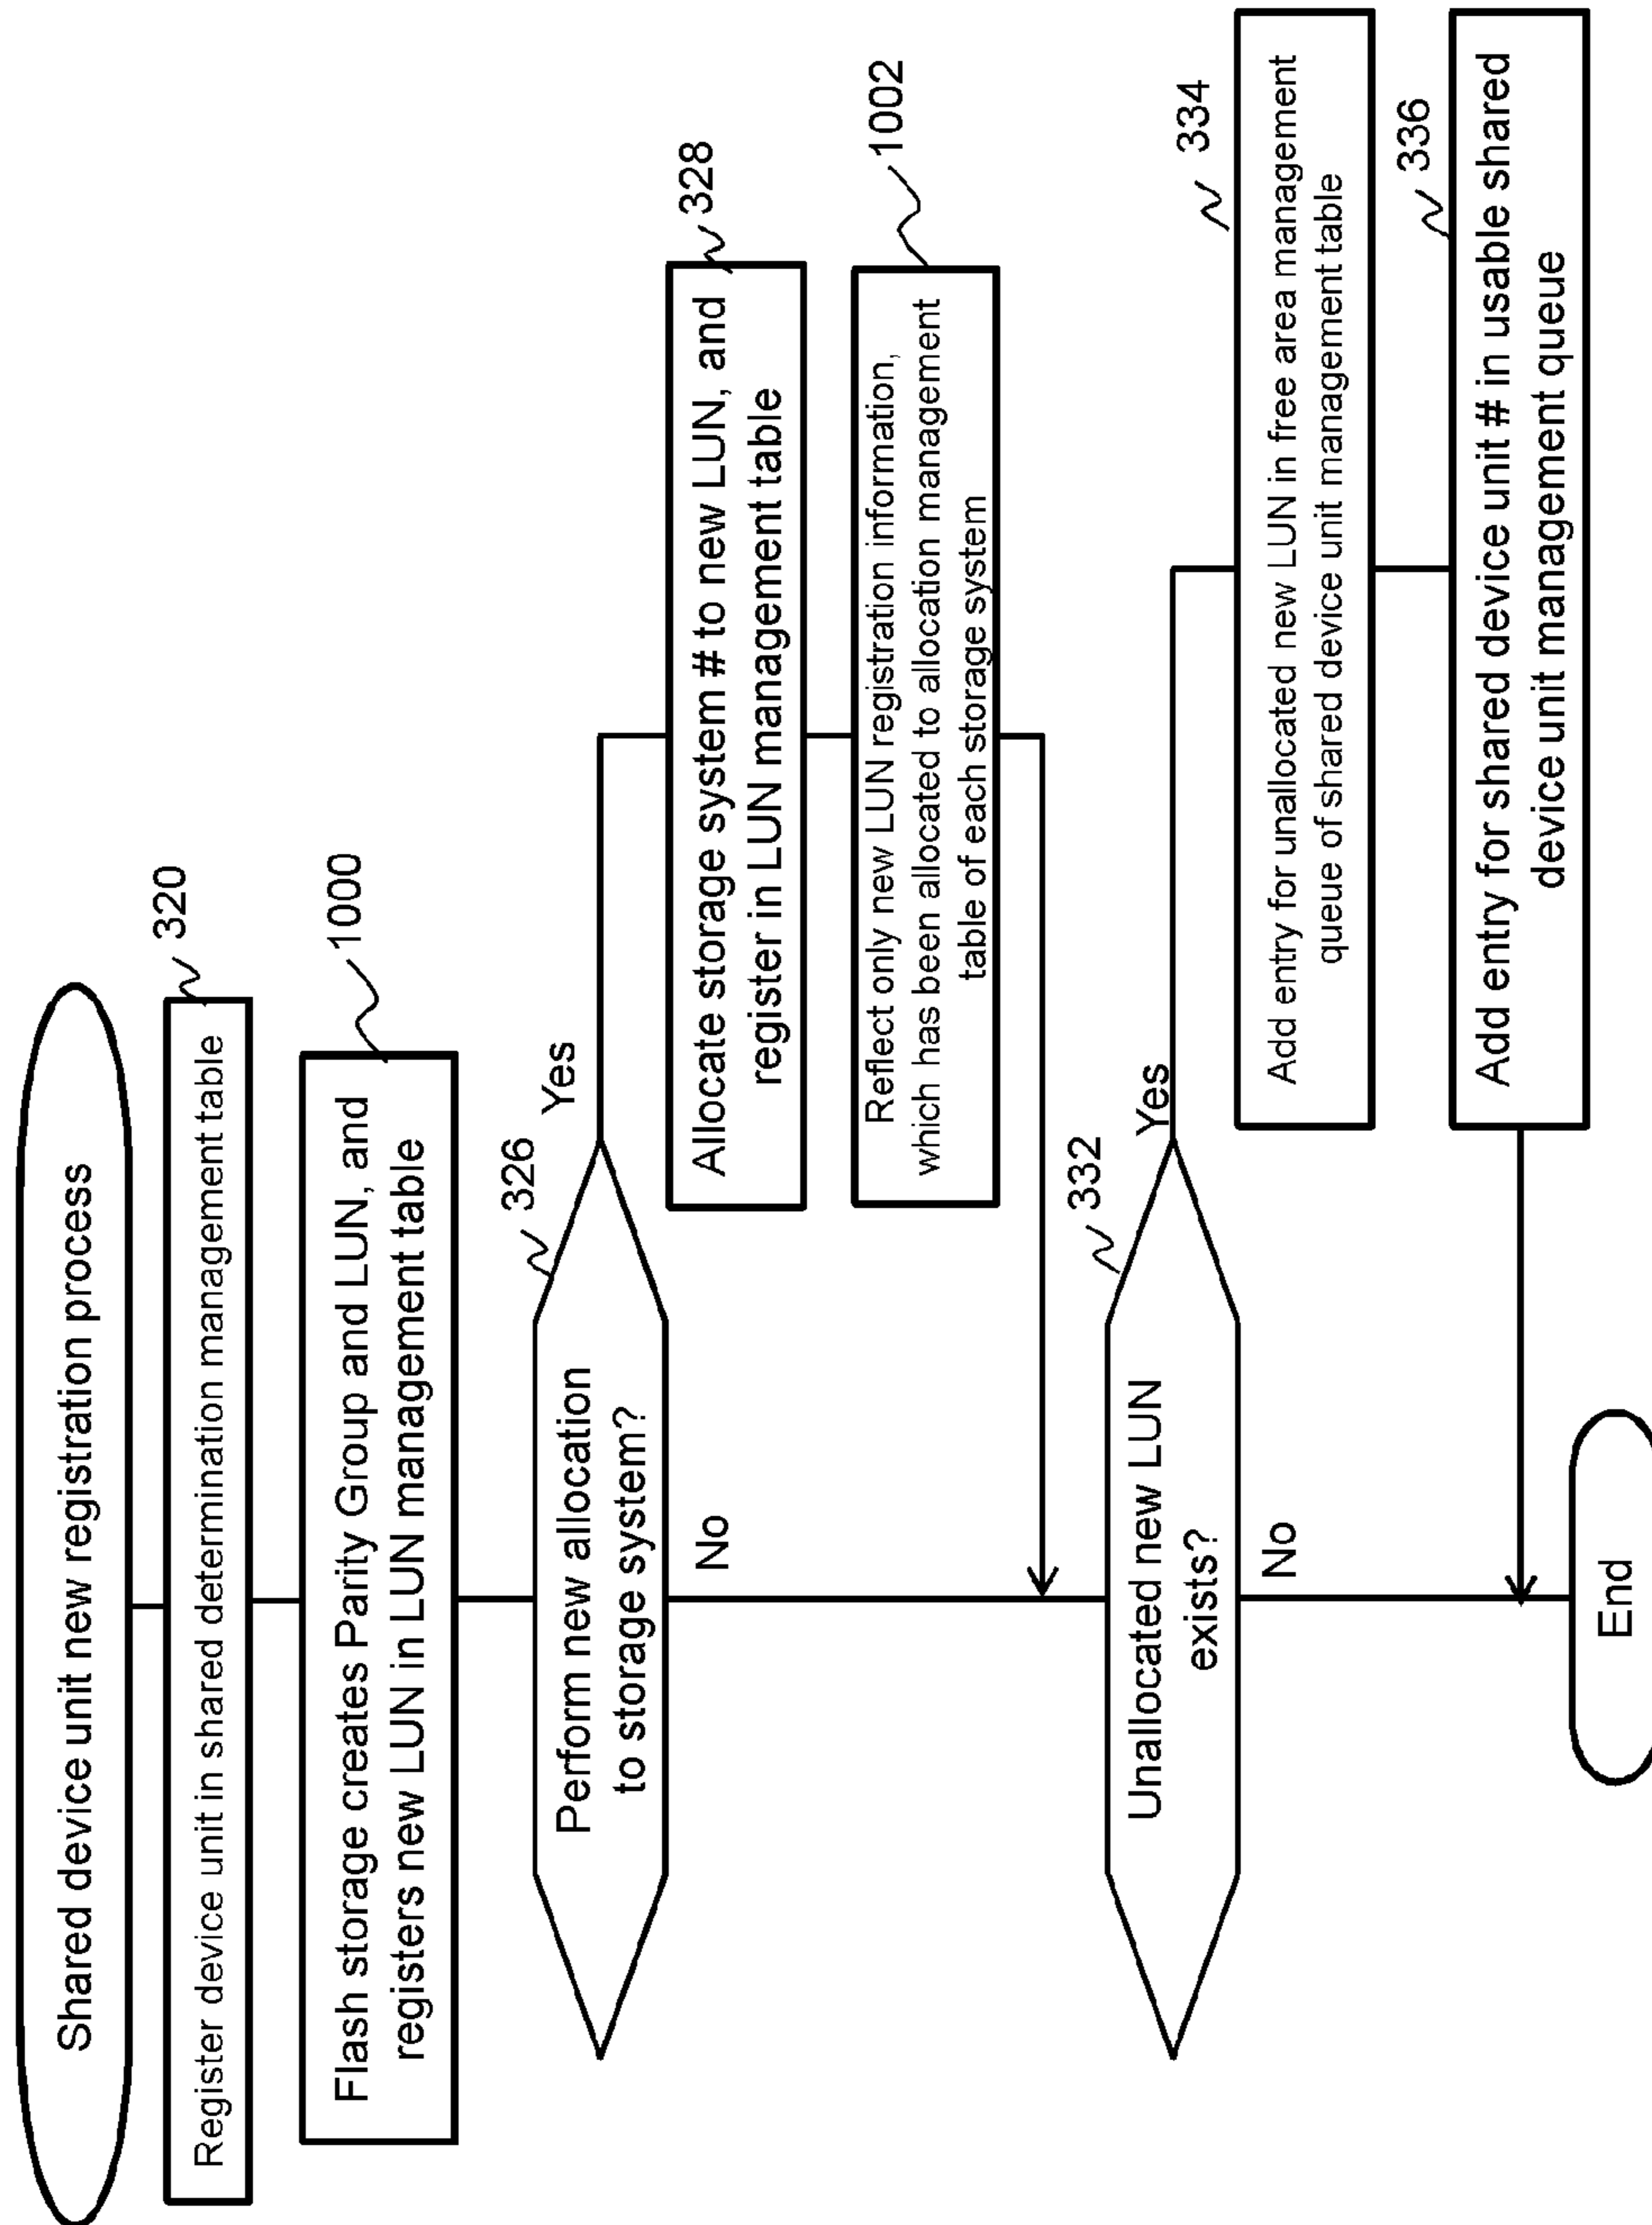 Shared device unit new registration process
320
Register device unit in shared determination management table
1000
Flash storage creates Parity Group and LUN, and
registers new LUN in LUN management table
326
Perform new allocation
to storage system?
Yes
No
328
Allocate storage system # to new LUN, and
register in LUN management table
1002
Reflect only new LUN registration information,
which has been allocated to allocation management
table of each storage system
332
Unallocated new LUN
exists?
Yes
No
334
Add entry for unallocated new LUN in free area management
queue of shared device unit management table
336
Add entry for shared device unit # in usable shared
device unit management queue
End